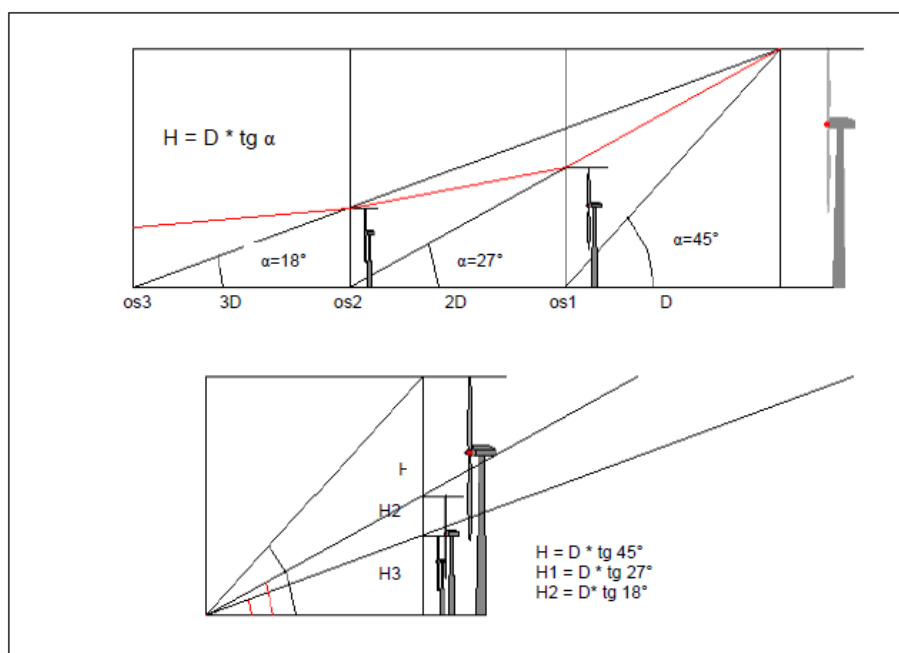 H = D * tg α
α=18°
α=27°
α=45°
os3
3D
os2
2D
os1
D
H
H2
H3
H = D * tg 45°
H1 = D * tg 27°
H2 = D* tg 18°